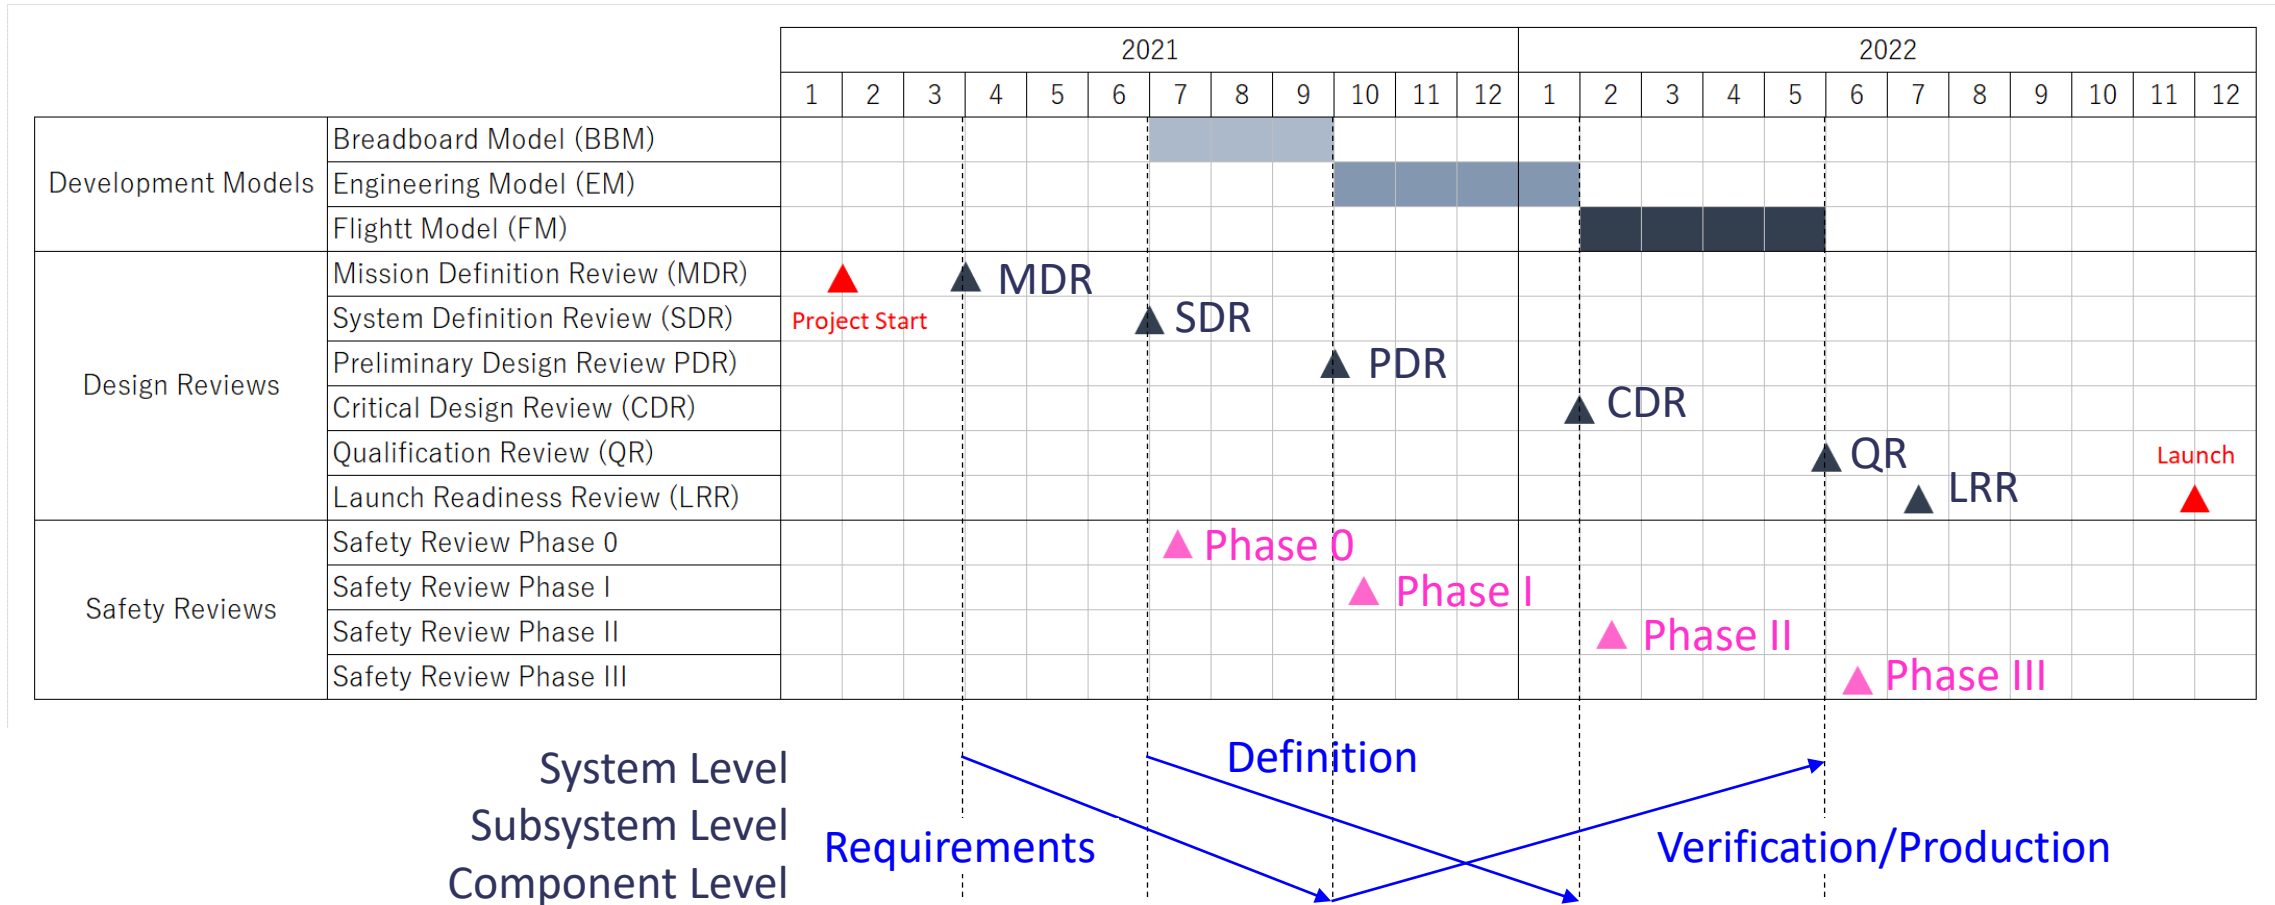 2021 2022
1 2 3 4 5 6 7 8 9 10 11 12 1 2 3 4 5 6 7 8 9 10 11 12
Development Models
Breadboard Model (BBM)
Engineering Model (EM)
Flightt Model (FM)
Design Reviews
Mission Definition Review (MDR)
MDR
System Definition Review (SDR)
Project Start
SDR
Preliminary Design Review PDR)
PDR
Critical Design Review (CDR)
CDR
Qualification Review (QR)
QR
Launch
Launch Readiness Review (LRR)
LRR
Safety Reviews
Safety Review Phase 0
Phase 0
Safety Review Phase I
Phase I
Safety Review Phase II
Phase II
Safety Review Phase III
Phase III
System Level
Subsystem Level
Component Level
Definition
Requirements
Verification/Production